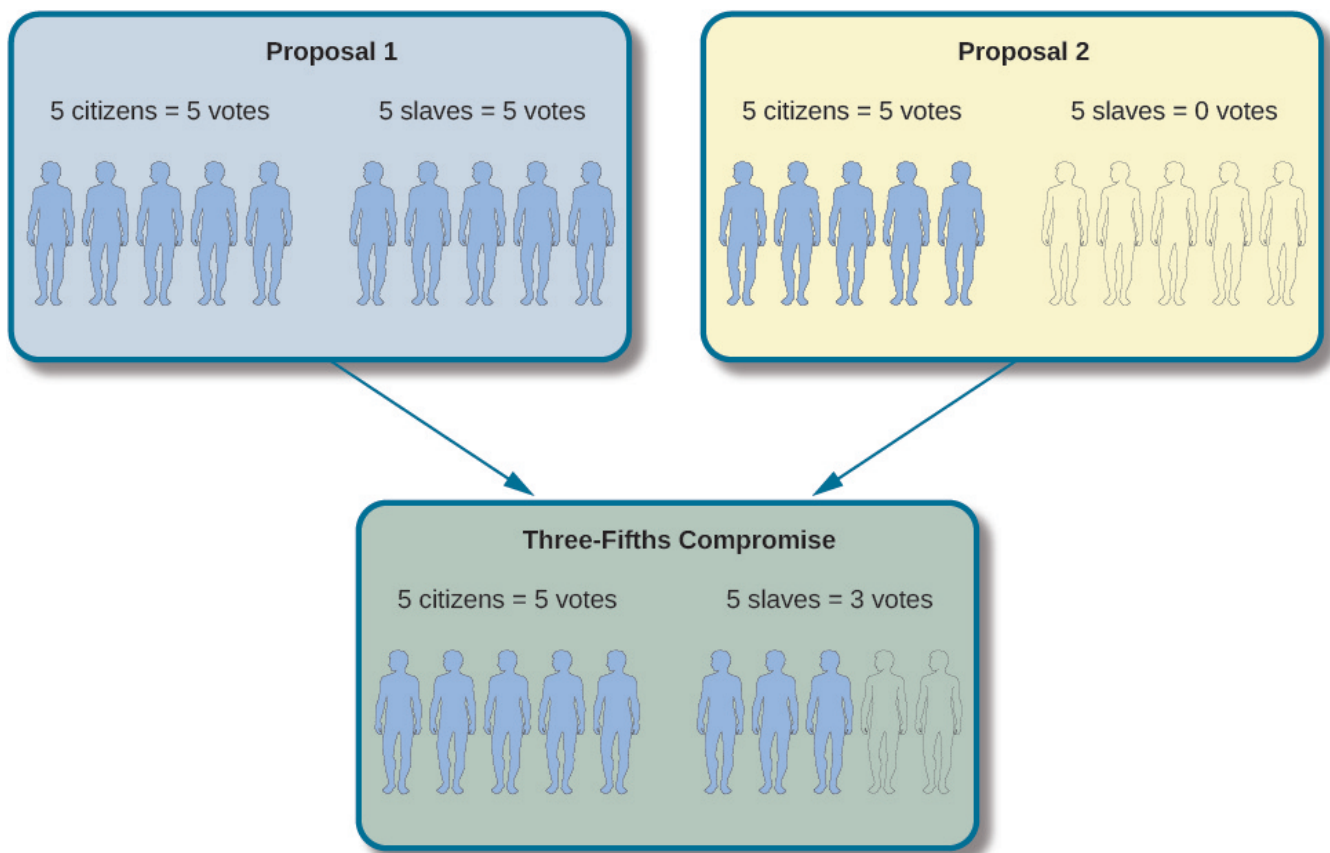 Proposal 1
5 citizens = 5 votes
5 slaves = 5 votes
Proposal 2
5 citizens = 5 votes
5 slaves = 0 votes
Three-Fifths Compromise
5 citizens = 5 votes
5 slaves = 3 votes